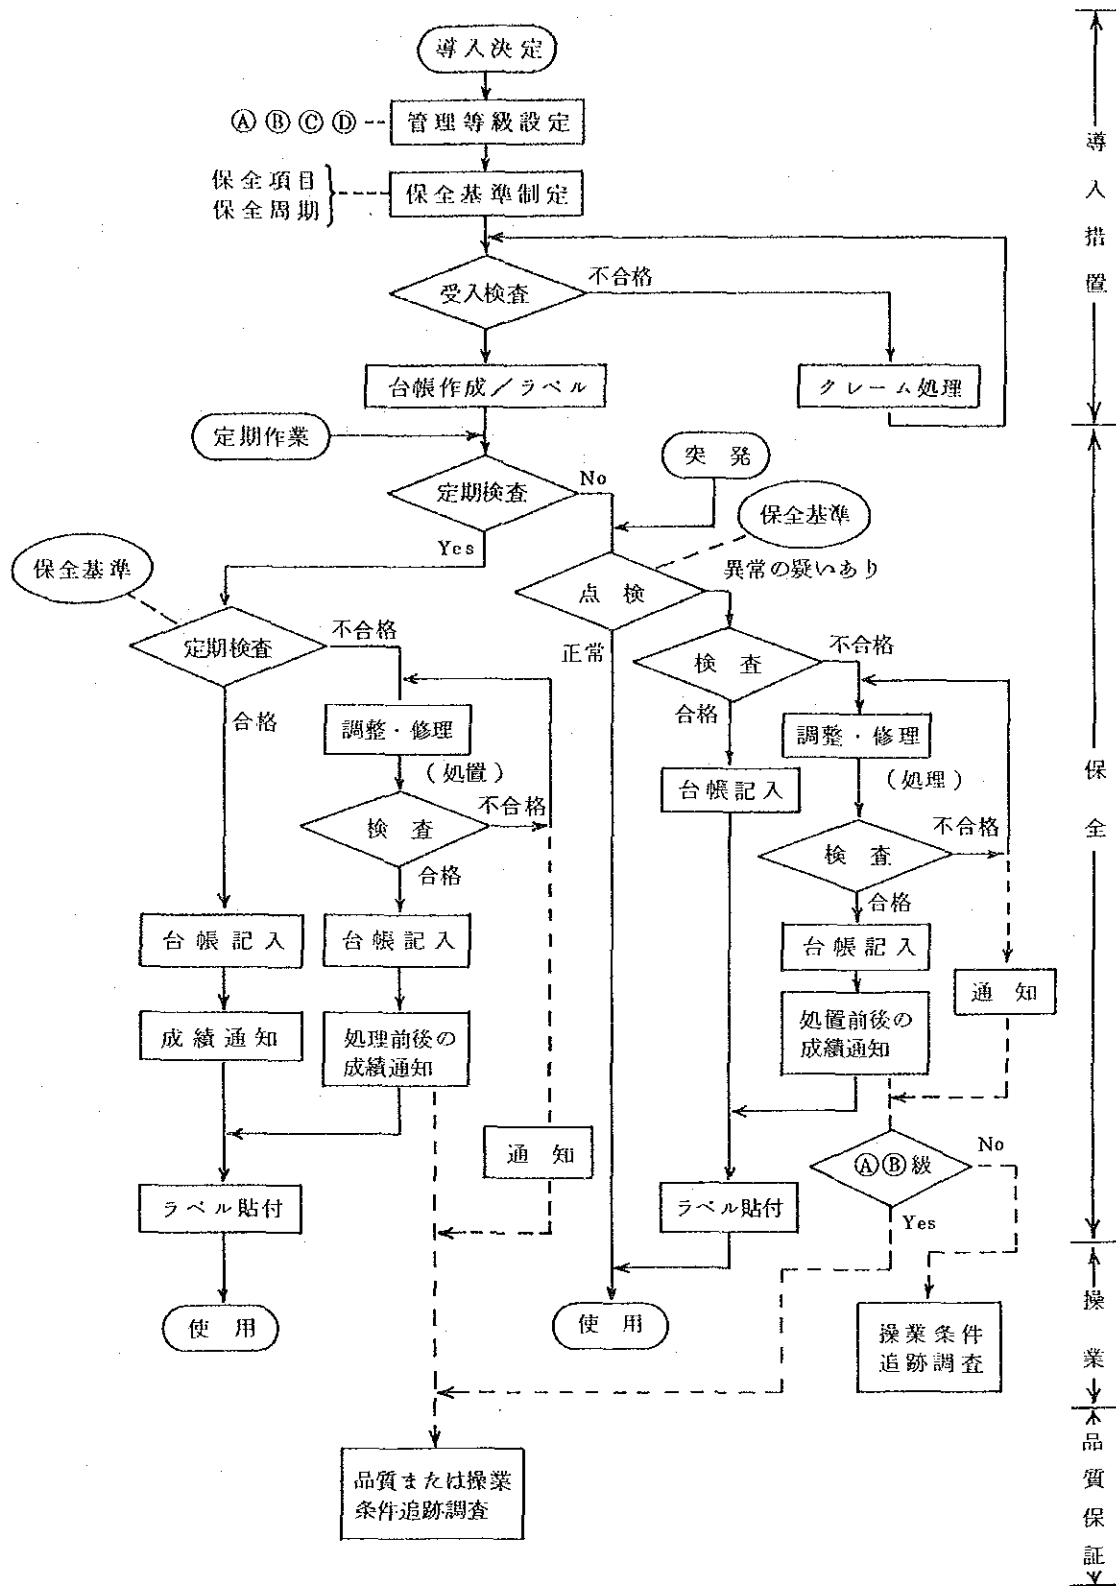 導入決定
Ⓐ Ⓑ Ⓒ Ⓓ
管理等級設定
保全項目
保全周期
保全基準制定
受入検査
不合格
台帳作成/ラベル
クレーム処理
定期作業
突発
定期検査
No
Yes
保全基準
保全基準
点検
異常の疑いあり
正常
定期検査
不合格
合格
検査
不合格
合格
調整・修理
(処置)
調整・修理
(処理)
台帳記入
検査
不合格
合格
検査
不合格
合格
台帳記入
台帳記入
台帳記入
通知
成績通知
処理前後の
成績通知
処置前後の
成績通知
通知
ⒶⒷ級
No
Yes
ラベル貼付
ラベル貼付
使用
使用
操業条件
追跡調査
品質または操業
条件追跡調査
導入措置
保全
操業
品質保証